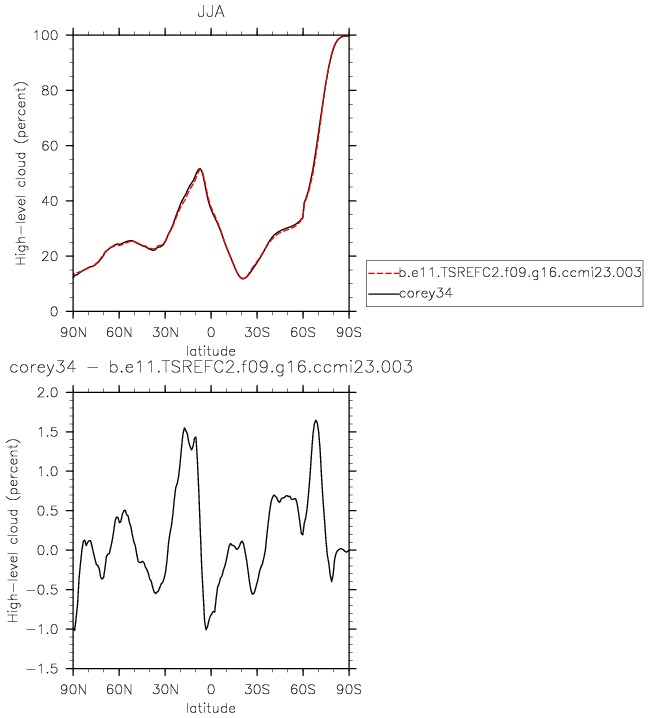 JJA
High-level cloud (percent)
100
80
60
40
20
0
90N 60N 30N 0 30S 60S 90S
latitude
b.e11.TSREFC2.f09.g16.ccmi23.003
corey34
corey34 - b.e11.TSREFC2.f09.g16.ccmi23.003
High-level cloud (percent)
2.0
1.5
1.0
0.5
0.0
-0.5
-1.0
-1.5
90N 60N 30N 0 30S 60S 90S
latitude